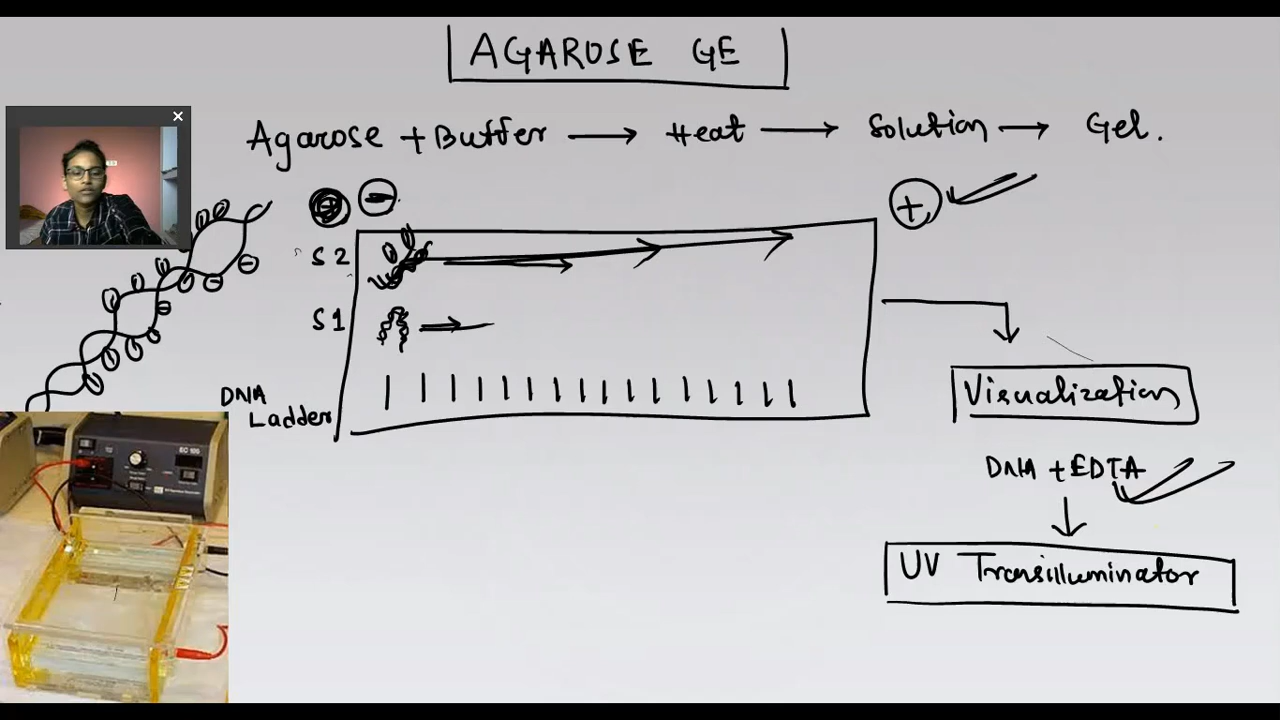 AGAROSE GE
Agarose + Buffer → Heat → Solution → Gel.
+ - +
S2
S1
DNA
Ladder
Visualization
DNA + EDTA
UV Transilluminator
EC 105